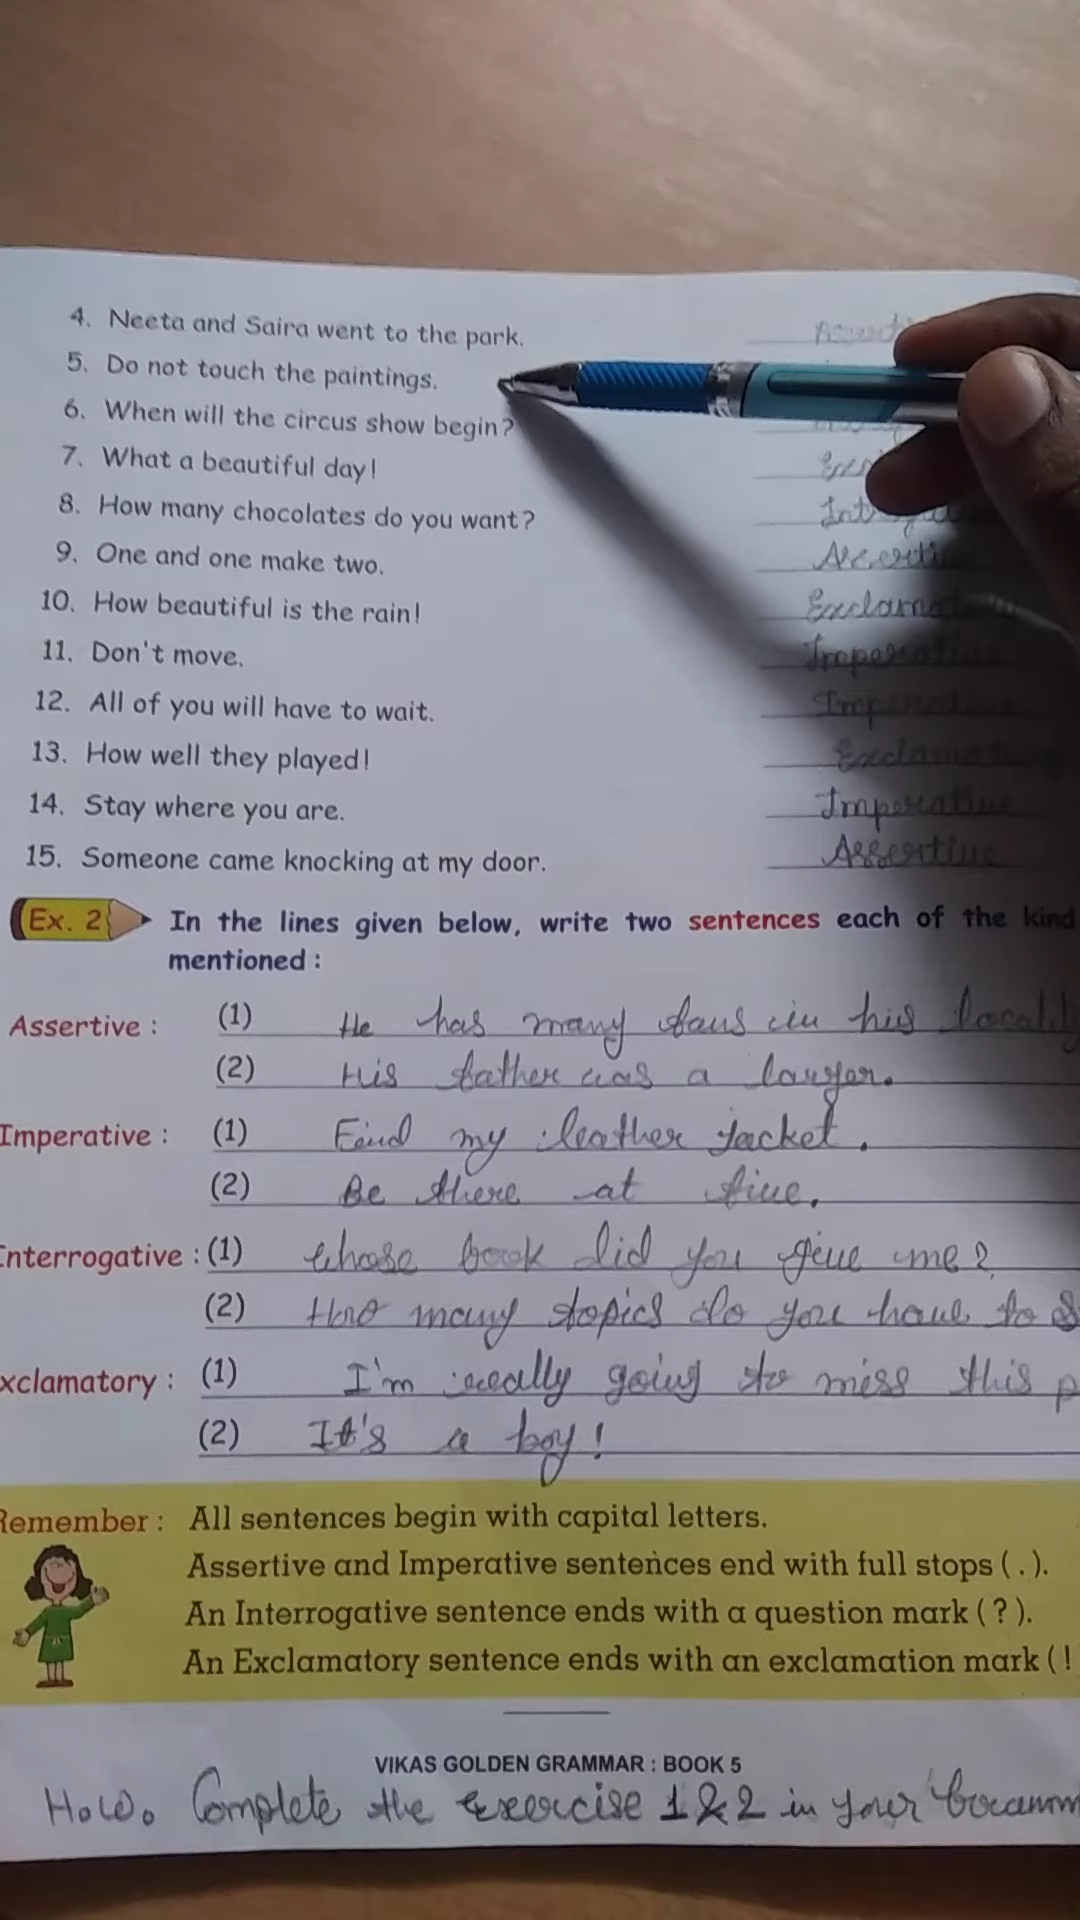 4. Neeta and Saira went to the park.
5. Do not touch the paintings.
6. When will the circus show begin?
7. What a beautiful day!
8. How many chocolates do you want?
9. One and one make two. Assertive
10. How beautiful is the rain! Exclamatory
11. Don't move. Imperative
12. All of you will have to wait. Imperative
13. How well they played! Exclamat
14. Stay where you are. Imperative
15. Someone came knocking at my door. Assertive
Ex. 2 In the lines given below, write two sentences each of the kind
mentioned :
Assertive : (1) He has many fans in his locality
(2) His father was a lawyer.
Imperative : (1) Find my leather jacket.
(2) Be there at five.
Interrogative : (1) Whose book did you give me?
(2) How many topics do you have to
xclamatory : (1) I'm really going to miss this p
(2) It's a boy!
Remember : All sentences begin with capital letters.
Assertive and Imperative sentences end with full stops ( . ).
An Interrogative sentence ends with a question mark ( ? ).
An Exclamatory sentence ends with an exclamation mark ( !
VIKAS GOLDEN GRAMMAR : BOOK 5
H.W. Complete the exercise 1 & 2 in your